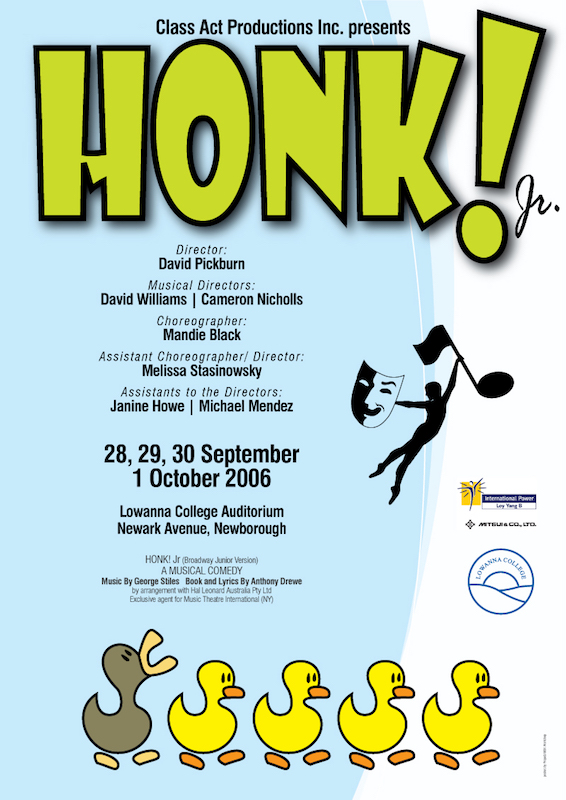 Class Act Productions Inc. presents
HONK!
Jr.
Director:
David Pickburn
Musical Directors:
David Williams | Cameron Nicholls
Choreographer:
Mandie Black
Assistant Choreographer/ Director:
Melissa Stasinowsky
Assistants to the Directors:
Janine Howe | Michael Mendez
28, 29, 30 September
1 October 2006
Lowanna College Auditorium
Newark Avenue, Newborough
HONK! Jr (Broadway Junior Version)
A MUSICAL COMEDY
Music By George Stiles Book and Lyrics By Anthony Drewe
by arrangement with Hal Leonard Australia Pty Ltd
Exclusive agent for Music Theatre International (NY)
International Power
Loy Yang B
MITSUI & CO., LTD.
LOWANNA COLLEGE